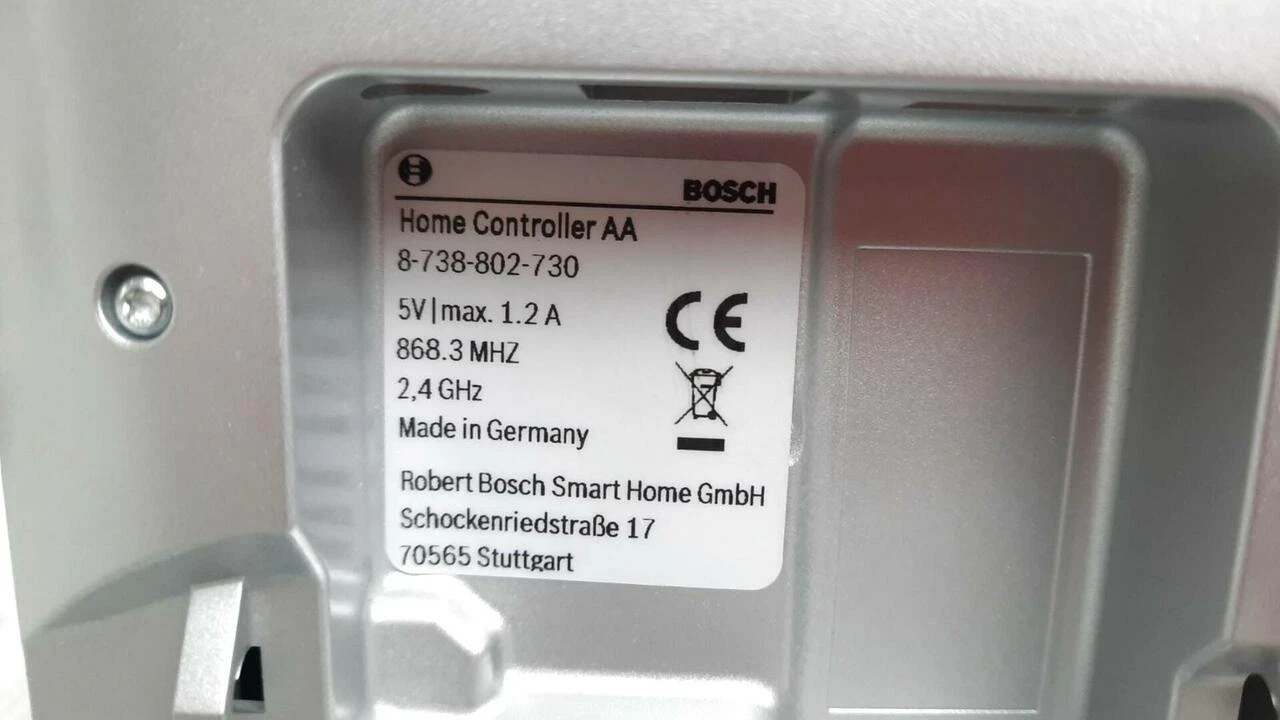 BOSCH
Home Controller AA
8-738-802-730
5V|max. 1.2 A
868.3 MHZ
2,4 GHz
Made in Germany
Robert Bosch Smart Home GmbH
Schockenriedstraße 17
70565 Stuttgart
CE